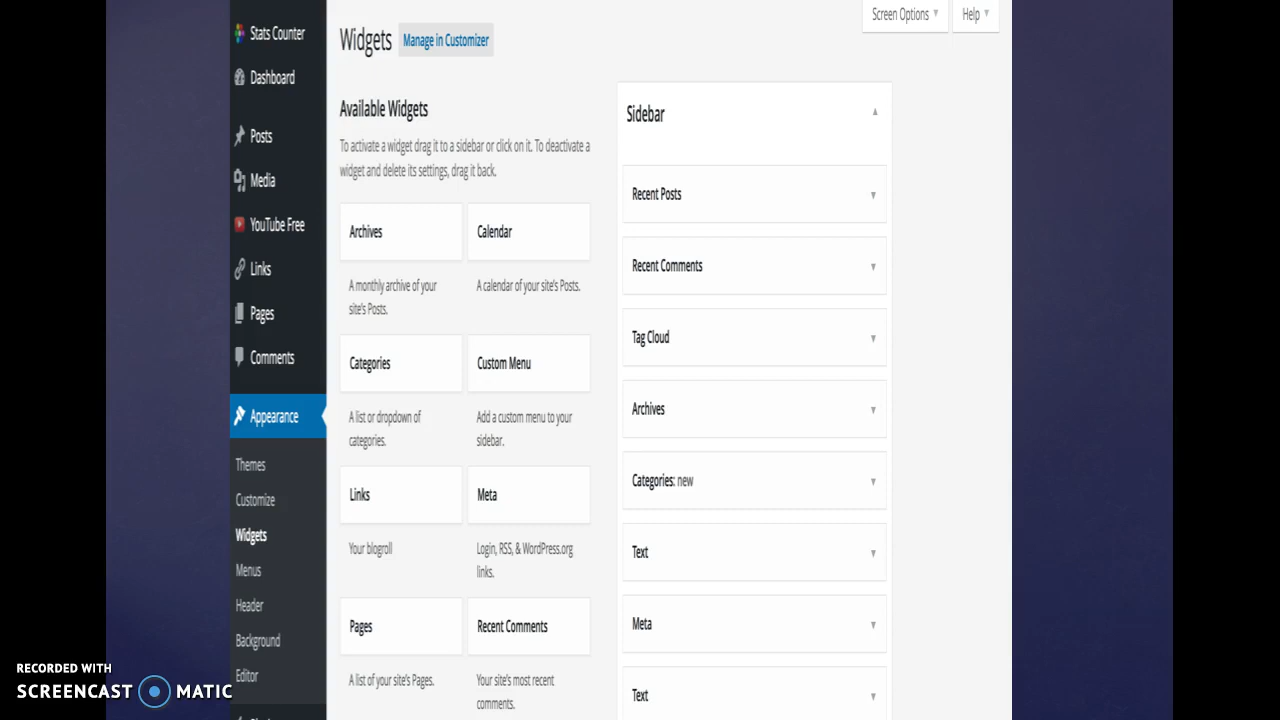 Screen Options
Help
Stats Counter
Dashboard
Posts
Media
YouTube Free
Links
Pages
Comments
Appearance
Themes
Customize
Widgets
Menus
Header
Background
Editor
Widgets
Manage in Customizer
Available Widgets
To activate a widget drag it to a sidebar or click on it. To deactivate a
widget and delete its settings, drag it back.
Archives
A monthly archive of your
site's Posts.
Calendar
A calendar of your site's Posts.
Categories
A list or dropdown of
categories.
Custom Menu
Add a custom menu to your
sidebar.
Links
Your blogroll
Meta
Login, RSS, & WordPress.org
links.
Pages
A list of your site's Pages.
Recent Comments
Your site's most recent
comments.
Sidebar
Recent Posts
Recent Comments
Tag Cloud
Archives
Categories: new
Text
Meta
Text
RECORDED WITH
SCREENCAST MATIC